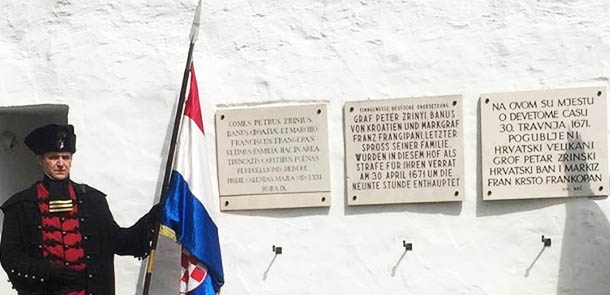 COMES PETRUS ZRINIUS
BANUS CROATIÆ ET MARCHIO
FRANCISCUS FRANGEPAN
ULTIMUS FAMILIÆ HAC IN AREA
TRUNCATIS CAPITIBUS POENAS
PERDUELLIONIS DEDERE
PRIDIE CALENDAS MAII A. MDCLXXI
HORA IX.
SINNGEMÄSSE DEUTSCHE ÜBERSETZUNG
GRAF PETER ZRINYI, BANUS
VON KROATIEN UND MARKGRAF
FRANZ FRANGIPANI, LETZTER
SPROSS SEINER FAMILIE,
WURDEN IN DIESEM HOF ALS
STRAFE FÜR IHREN VERRAT
AM 30 APRIL 1671 UM DIE
NEUNTE STUNDE ENTHAUPTET
NA OVOM SU MJESTU
O DEVETOME ČASU
30. TRAVNJA 1671.
POGUBLJENI
HRVATSKI VELIKANI
GROF PETAR ZRINSKI
HRVATSKI BAN I MARKIZ
FRAN KRSTO FRANKOPAN